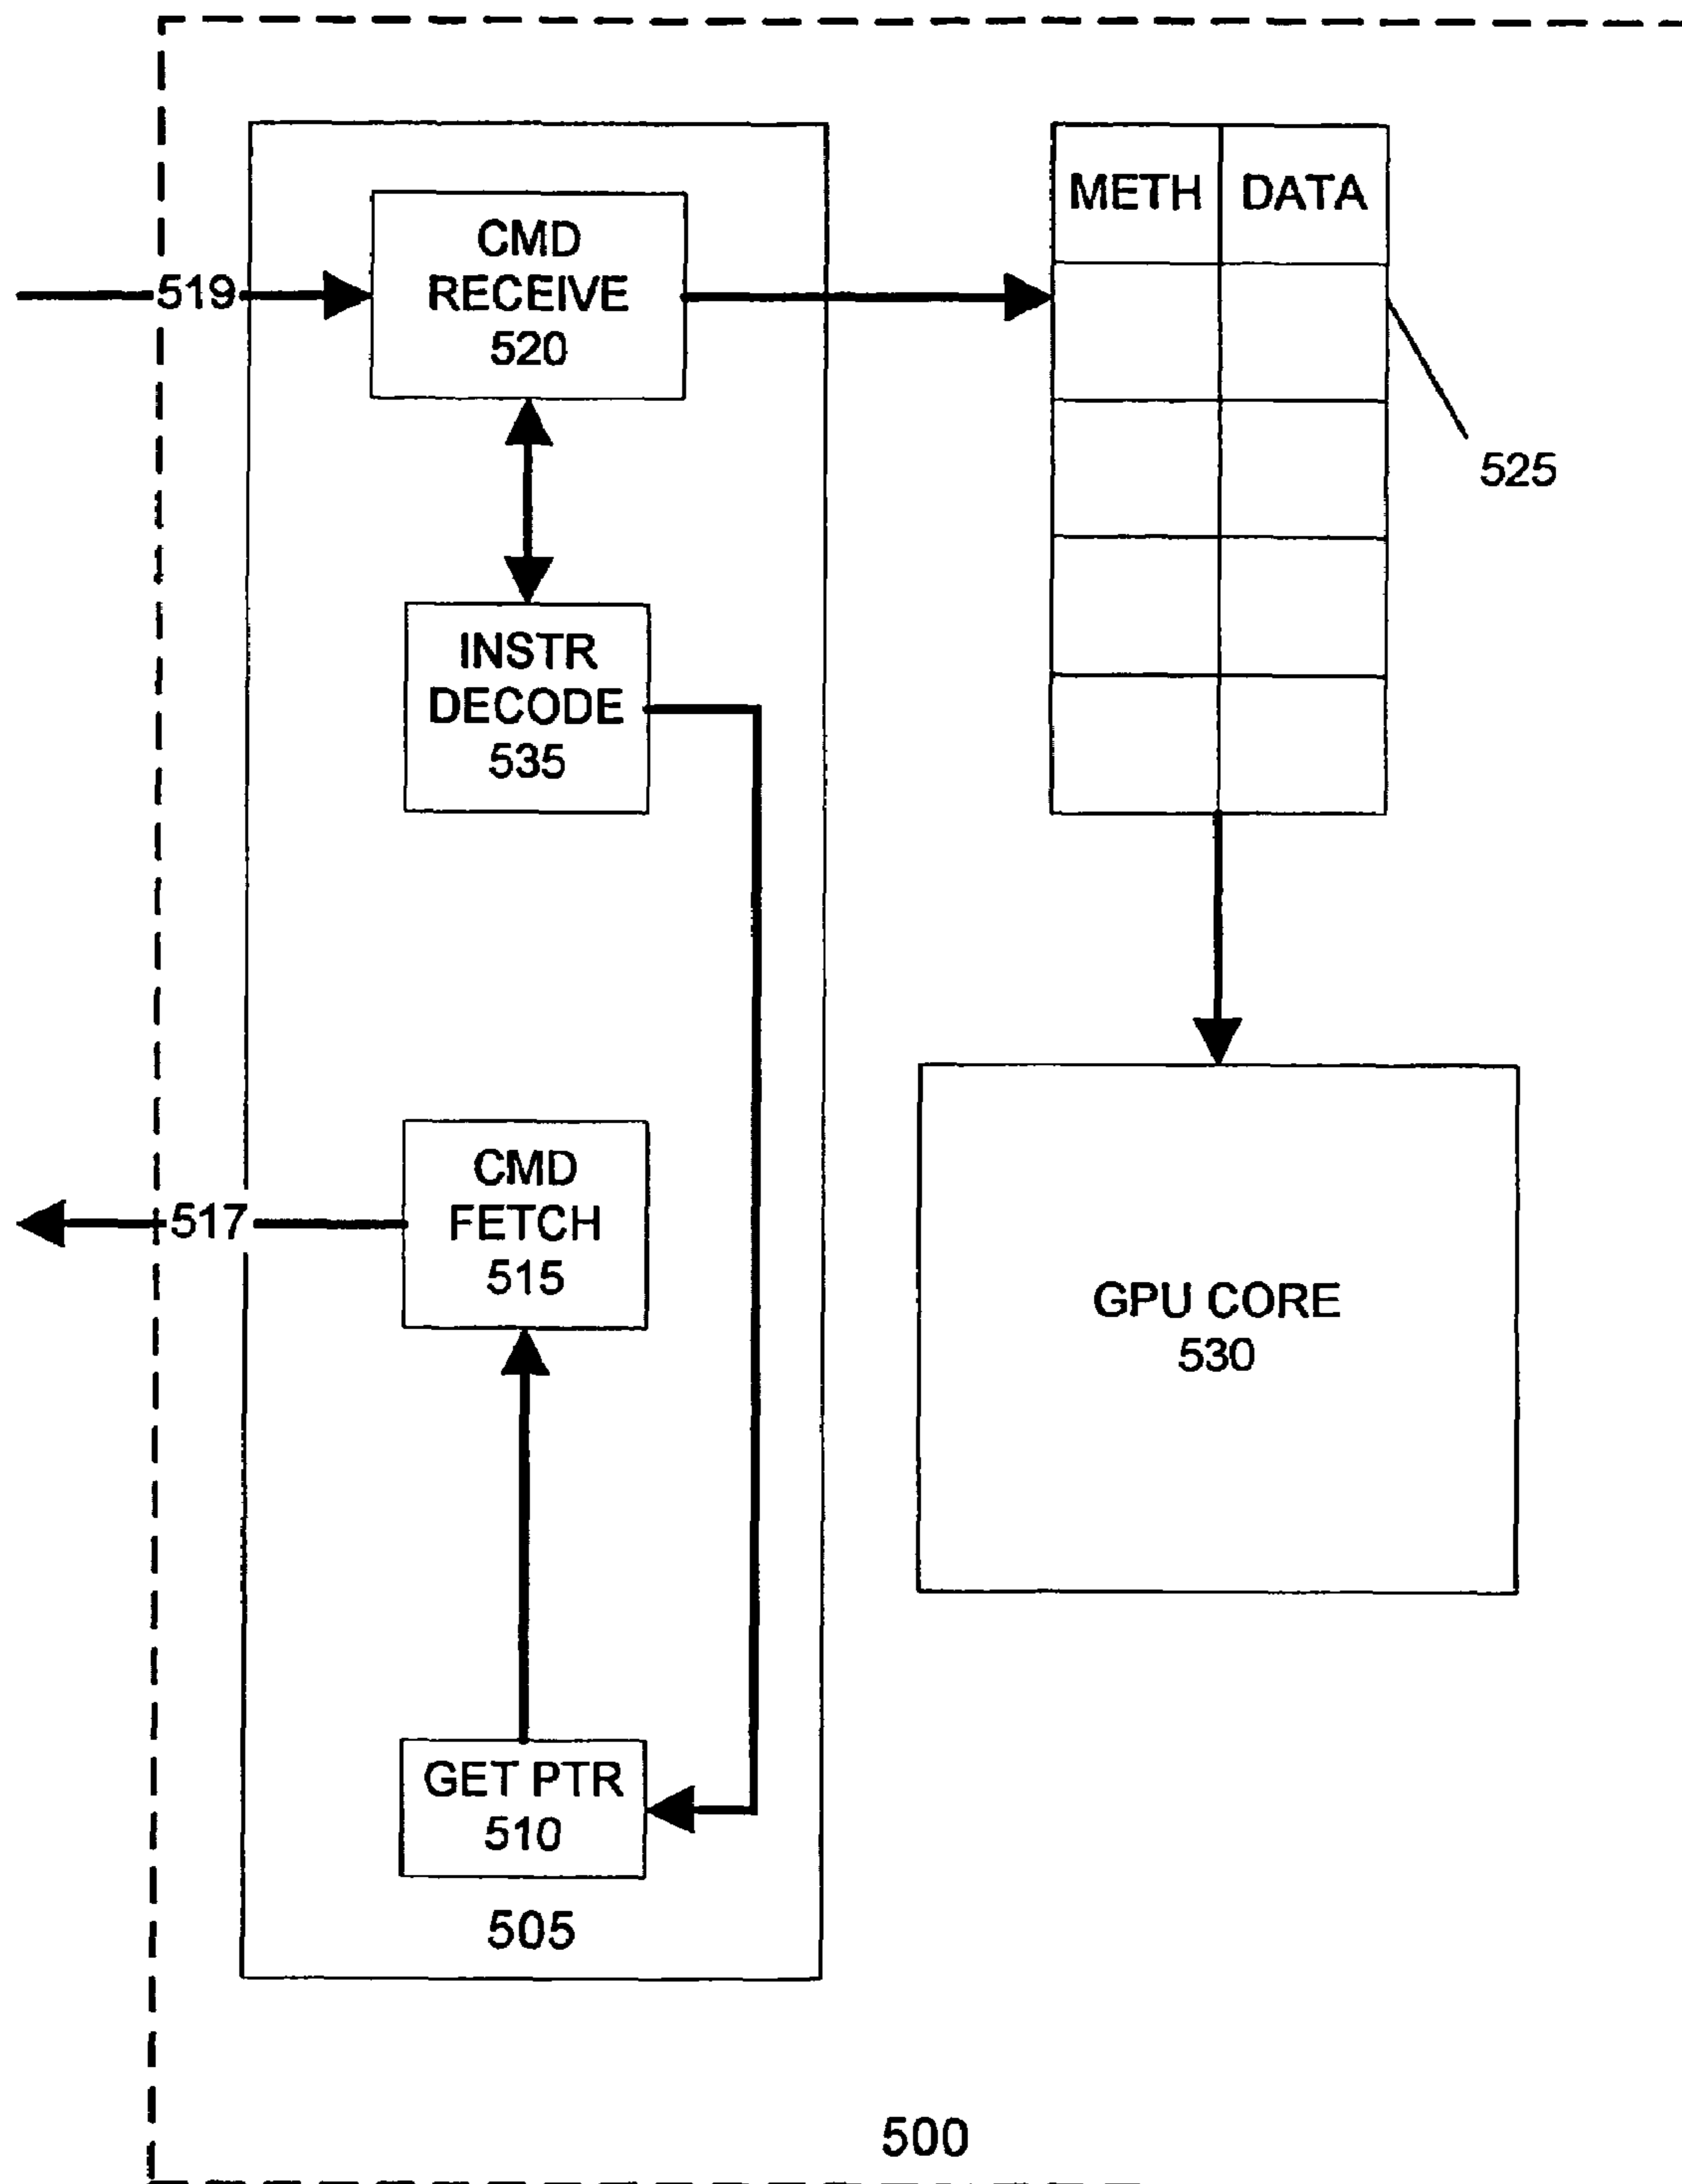 METH DATA
CMD
RECEIVE
520
519
525
INSTR
DECODE
535
CMD
FETCH
515
517
GPU CORE
530
GET PTR
510
505
500